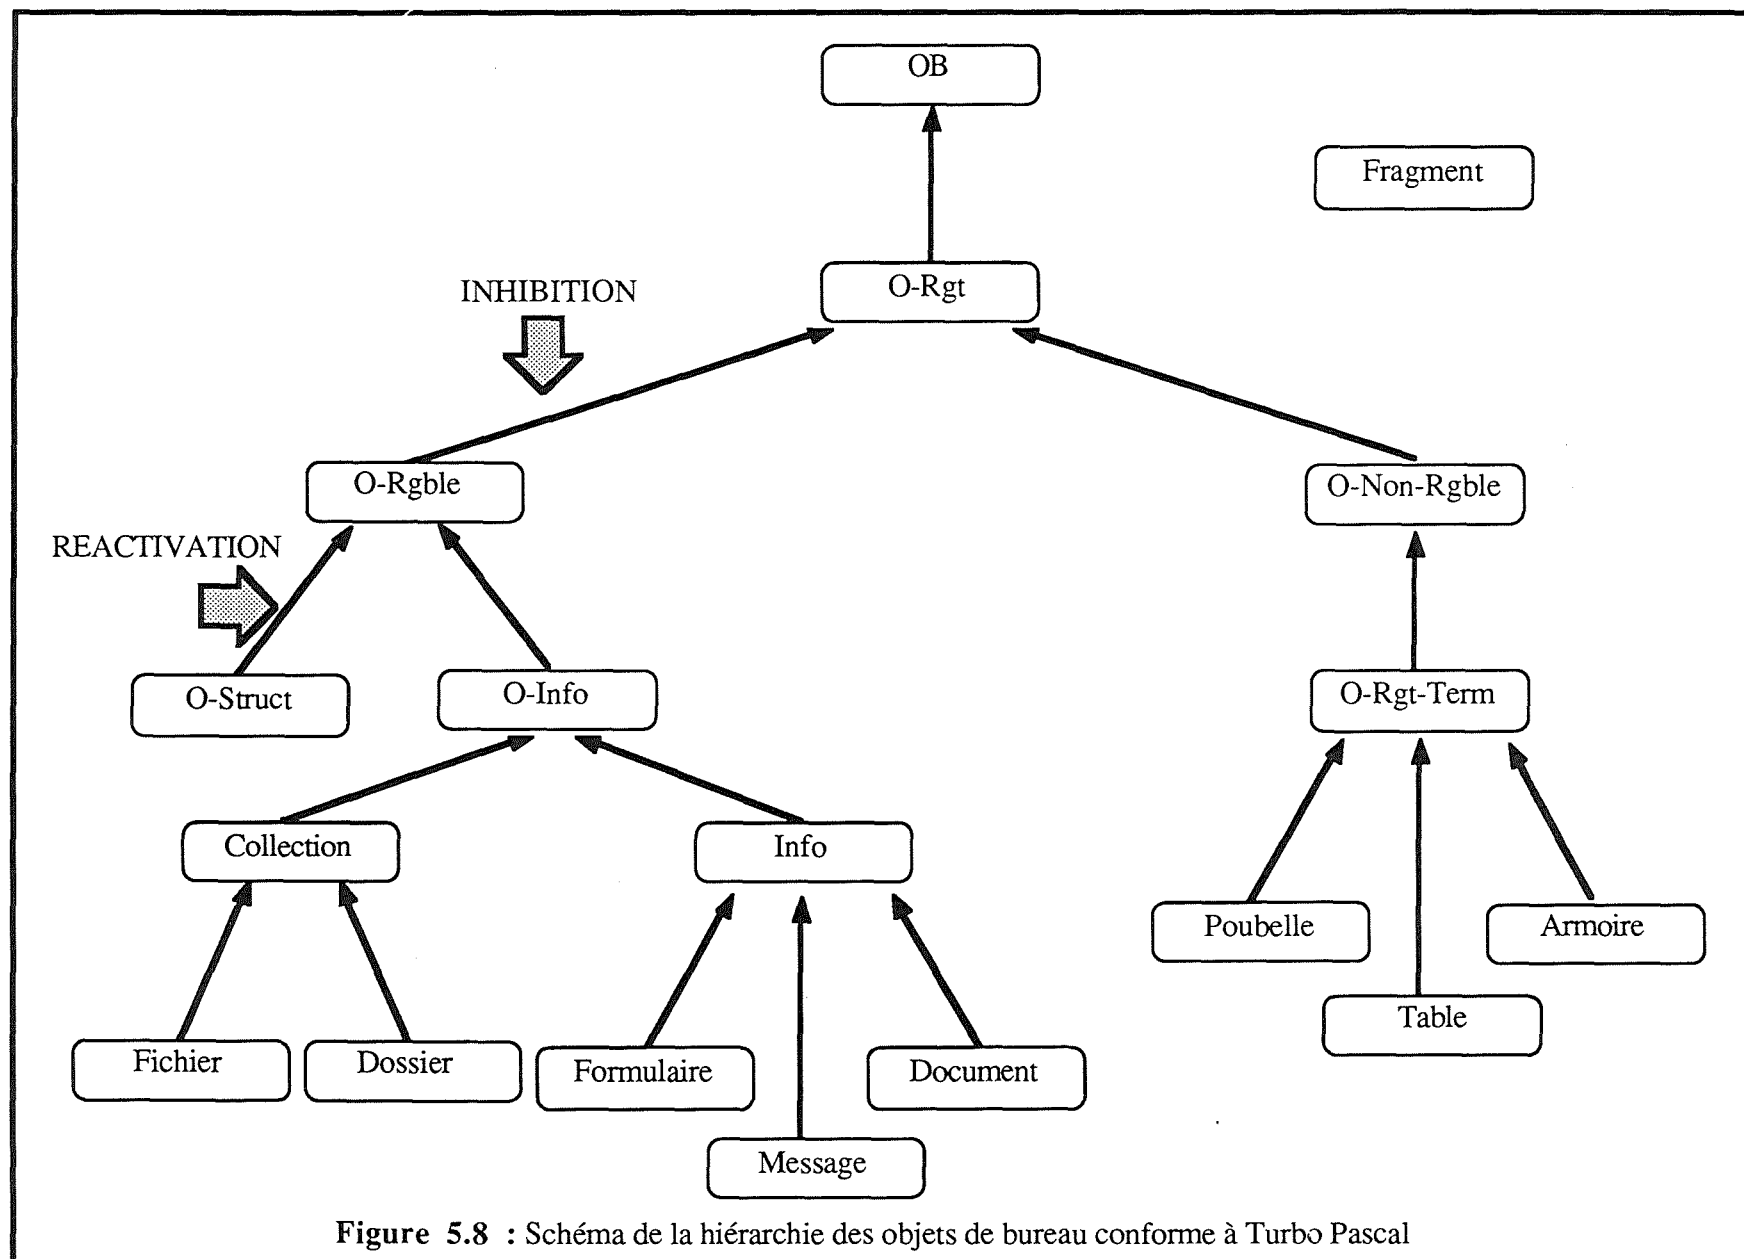 OB
Fragment
O-Rgt
INHIBITION
O-Rgble
O-Non-Rgble
REACTIVATION
O-Struct
O-Info
O-Rgt-Term
Collection
Info
Poubelle
Armoire
Table
Fichier
Dossier
Formulaire
Document
Message
Figure 5.8 : Schéma de la hiérarchie des objets de bureau conforme à Turbo Pascal